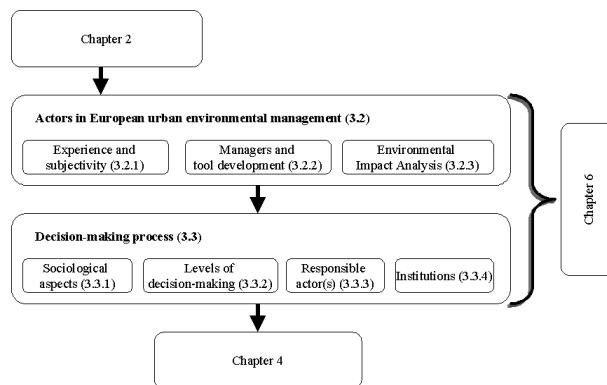 Chapter 2
Actors in European urban environmental management (3.2)
Experience and
subjectivity (3.2.1)
Managers and
tool development (3.2.2)
Environmental
Impact Analysis (3.2.3)
Decision-making process (3.3)
Sociological
aspects (3.3.1)
Levels of
decision-making (3.3.2)
Responsible
actor(s) (3.3.3)
Institutions (3.3.4)
Chapter 4
Chapter 6